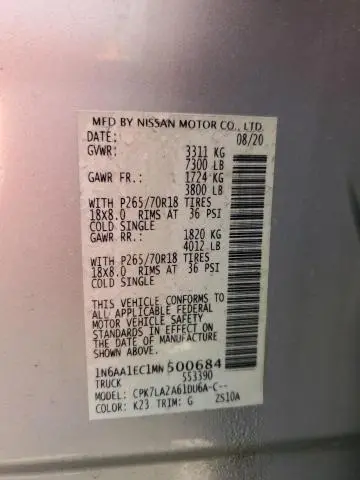 MFD BY NISSAN MOTOR CO., LTD.
DATE: 08/20
GVWR: 3311 KG
7300 LB
GAWR FR.: 1724 KG
3800 LB
WITH P265/70R18 TIRES
18X8.0 RIMS AT 36 PSI
COLD SINGLE
GAWR RR.: 1820 KG
4012 LB
WITH P265/70R18 TIRES
18X8.0 RIMS AT 36 PSI
COLD SINGLE
THIS VEHICLE CONFORMS TO
ALL APPLICABLE FEDERAL
MOTOR VEHICLE SAFETY
STANDARDS IN EFFECT ON
THE DATE OF MANUFACTURE
SHOWN ABOVE.
1N6AA1EC1MN500684
TRUCK 553390
MODEL: CPK7LA2A61DU6A-C--
COLOR: K23 TRIM: G ZS10A